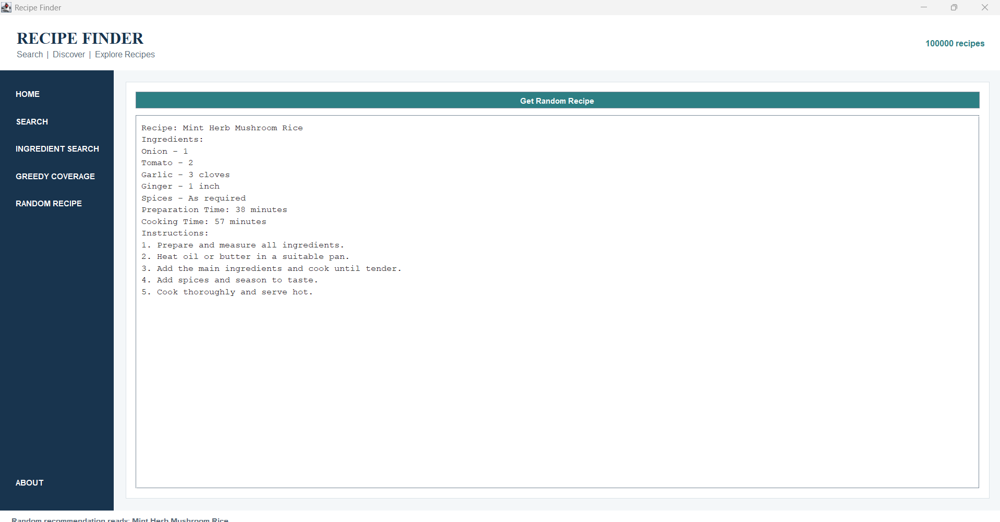 Recipe Finder
RECIPE FINDER
Search | Discover | Explore Recipes
100000 recipes
HOME
SEARCH
INGREDIENT SEARCH
GREEDY COVERAGE
RANDOM RECIPE
ABOUT
Get Random Recipe
Recipe: Mint Herb Mushroom Rice
Ingredients:
Onion - 1
Tomato - 2
Garlic - 3 cloves
Ginger - 1 inch
Spices - As required
Preparation Time: 38 minutes
Cooking Time: 57 minutes
Instructions:
1. Prepare and measure all ingredients.
2. Heat oil or butter in a suitable pan.
3. Add the main ingredients and cook until tender.
4. Add spices and season to taste.
5. Cook thoroughly and serve hot.
Random recommendation ready: Mint Herb Mushroom Rice